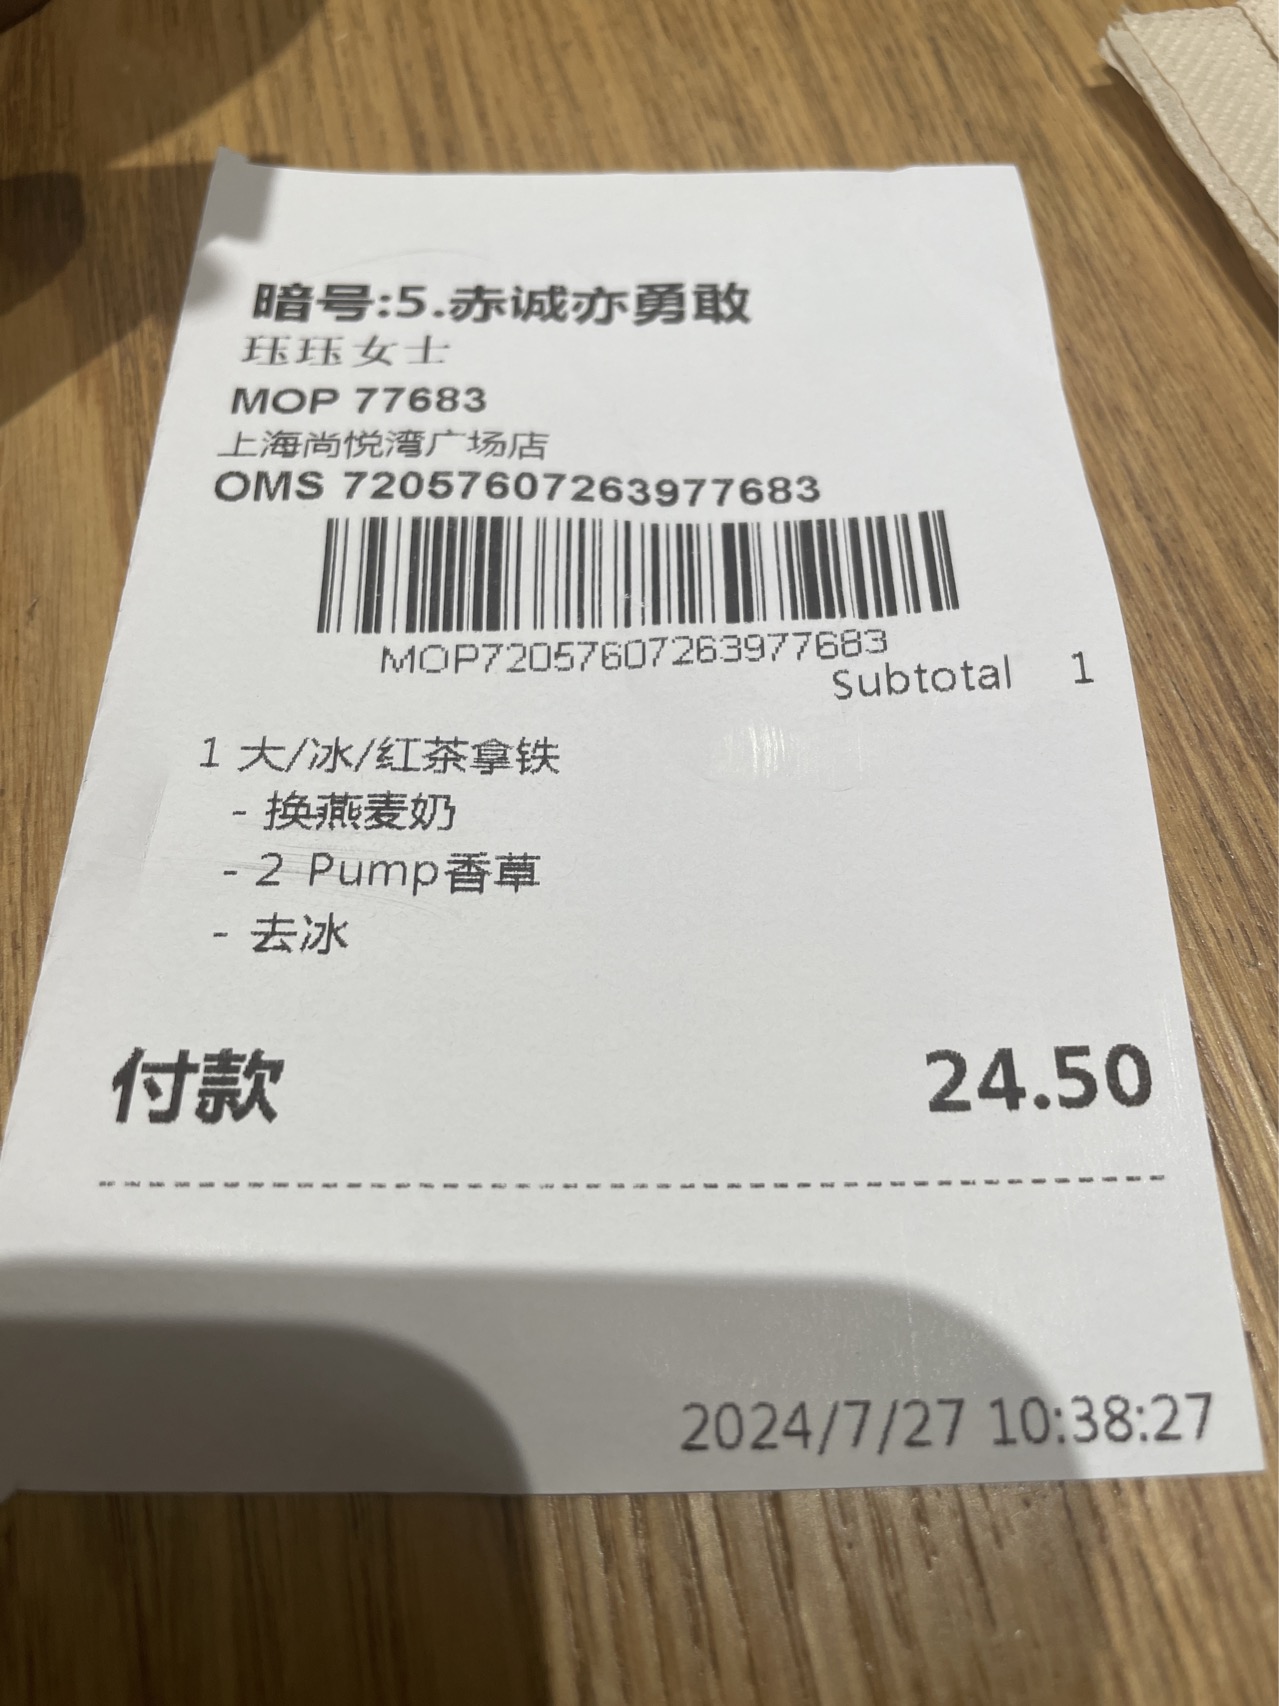 暗号:5.赤诚亦勇敢
珏珏女士
MOP 77683
上海尚悦湾广场店
OMS 72057607263977683
MOP72057607263977683
Subtotal 1
1 大/冰/红茶拿铁
- 换燕麦奶
- 2 Pump香草
- 去冰
付款 24.50
2024/7/27 10:38:27